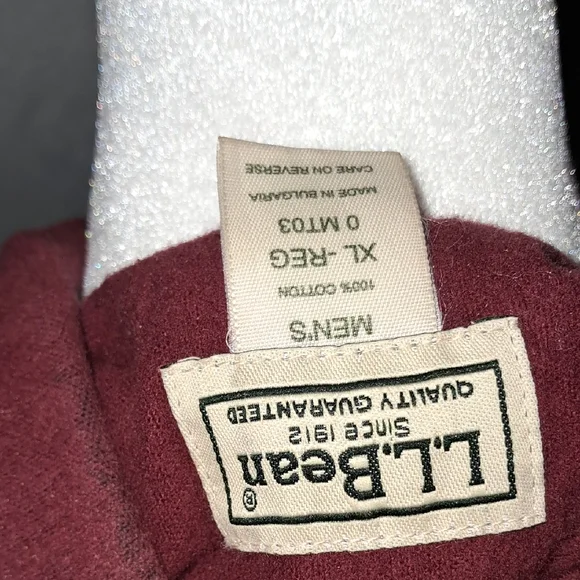 L.L.Bean®
Since 1912
QUALITY GUARANTEED
MEN'S
100% COTTON
XL -REG
0 MT03
MADE IN BULGARIA
CARE ON REVERSE